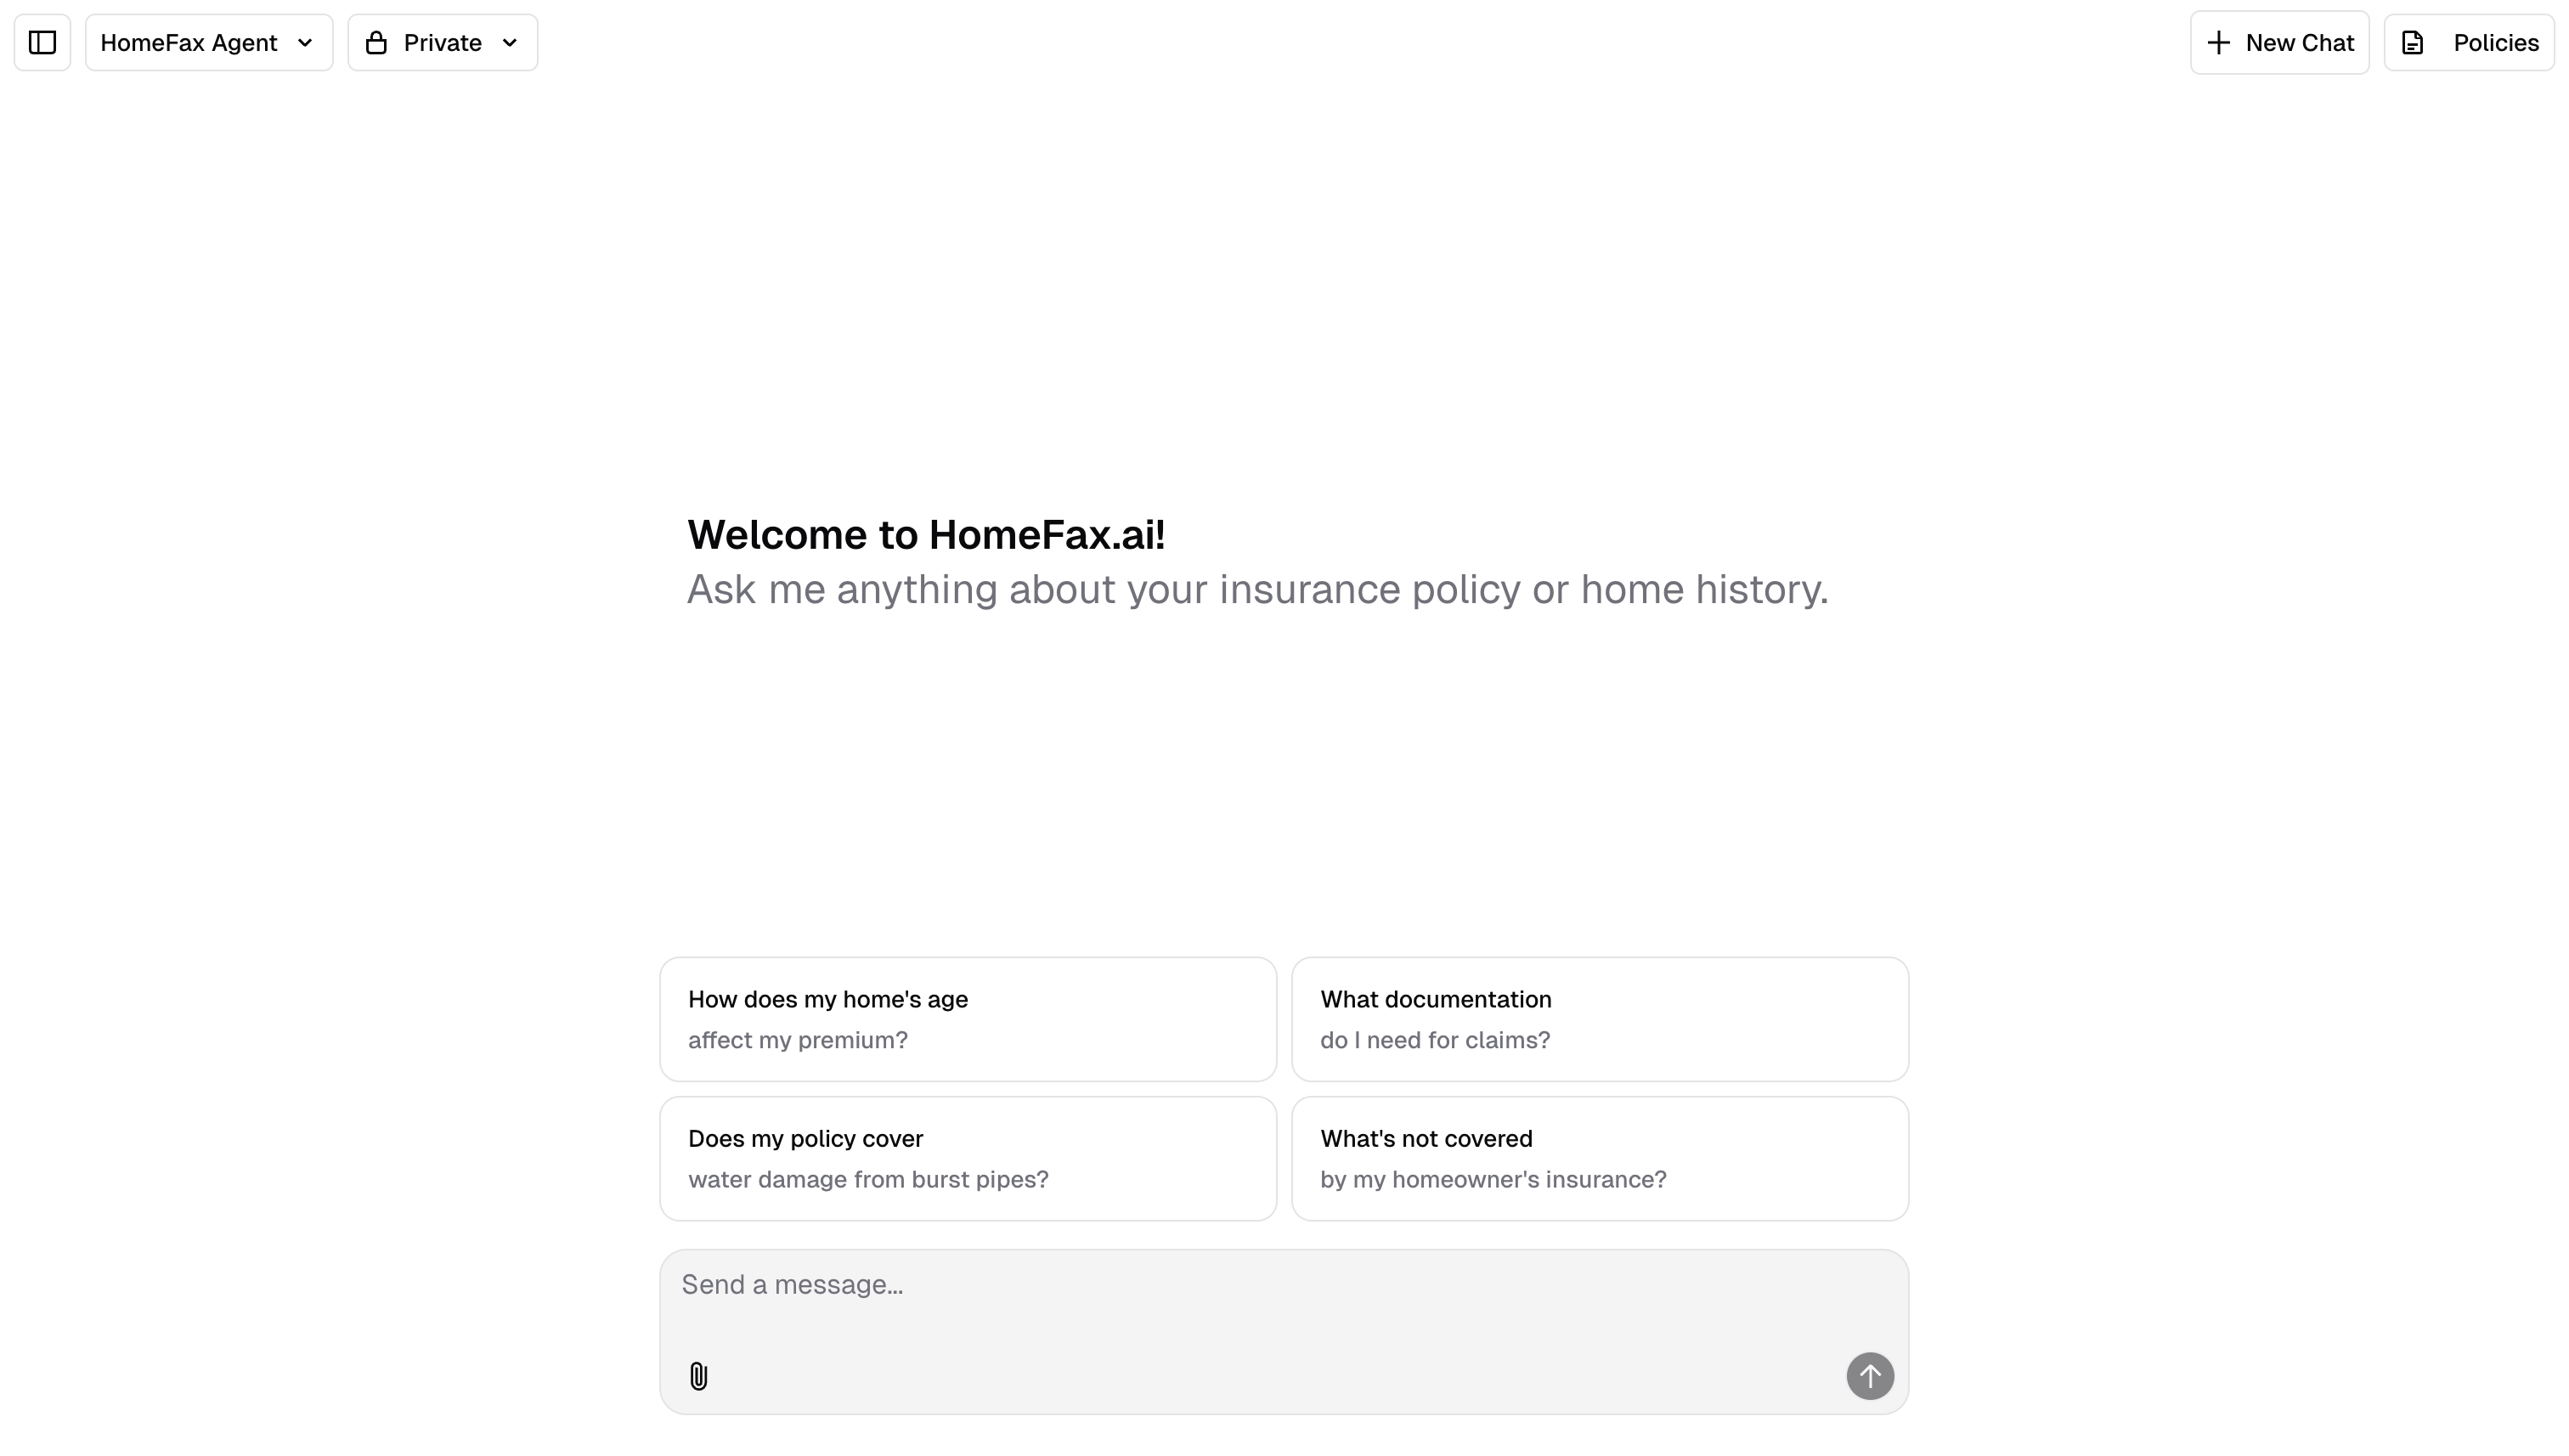 HomeFax Agent
Private
New Chat
Policies
Welcome to HomeFax.ai!
Ask me anything about your insurance policy or home history.
How does my home's age
affect my premium?
What documentation
do I need for claims?
Does my policy cover
water damage from burst pipes?
What's not covered
by my homeowner's insurance?
Send a message...